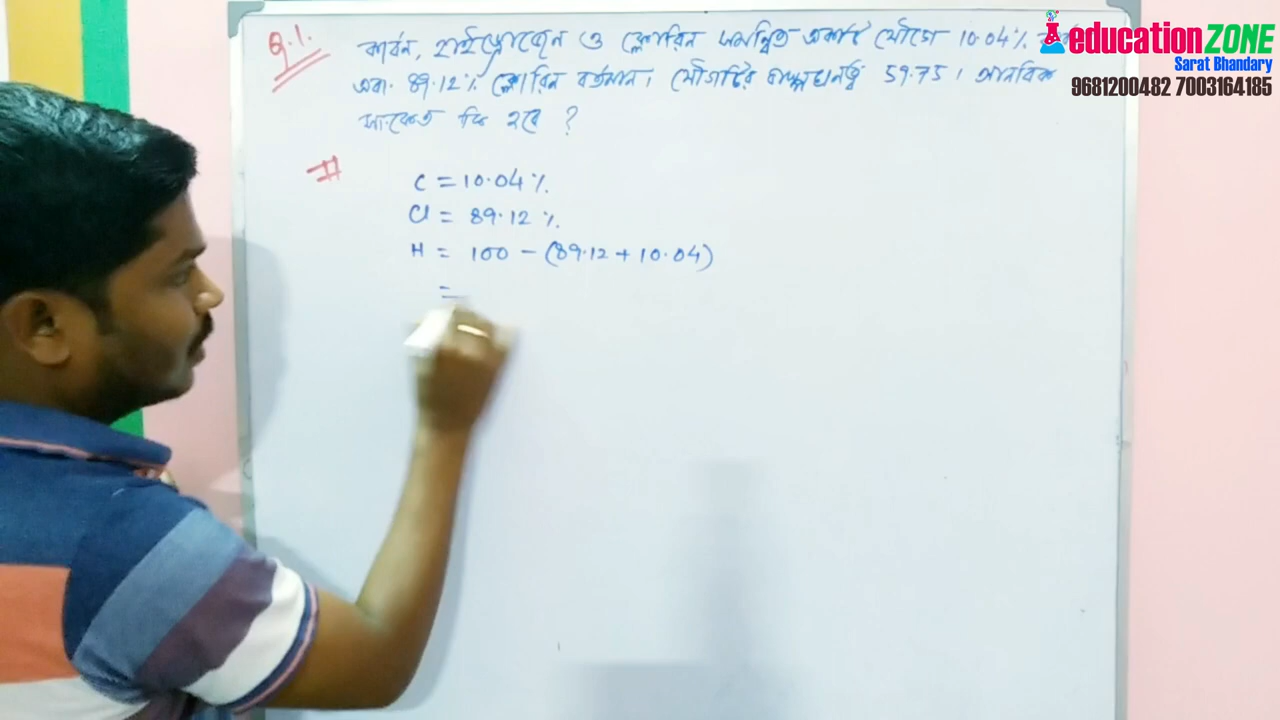 Q.1. কার্বন, হাইড্রোজেন ও ক্লোরিন সমন্বিত একটি যৌগে 10.04%
এবং 89.12% ক্লোরিন বর্তমান। যৌগটির বাষ্পঘনত্ব 59.75। আনবিক
সংকেত কি হবে ?
C = 10.04%.
Cl = 89.12 %.
H = 100 - (89.12 + 10.04)
=
educationZONE
Sarat Bhandary
9681200482 7003164185